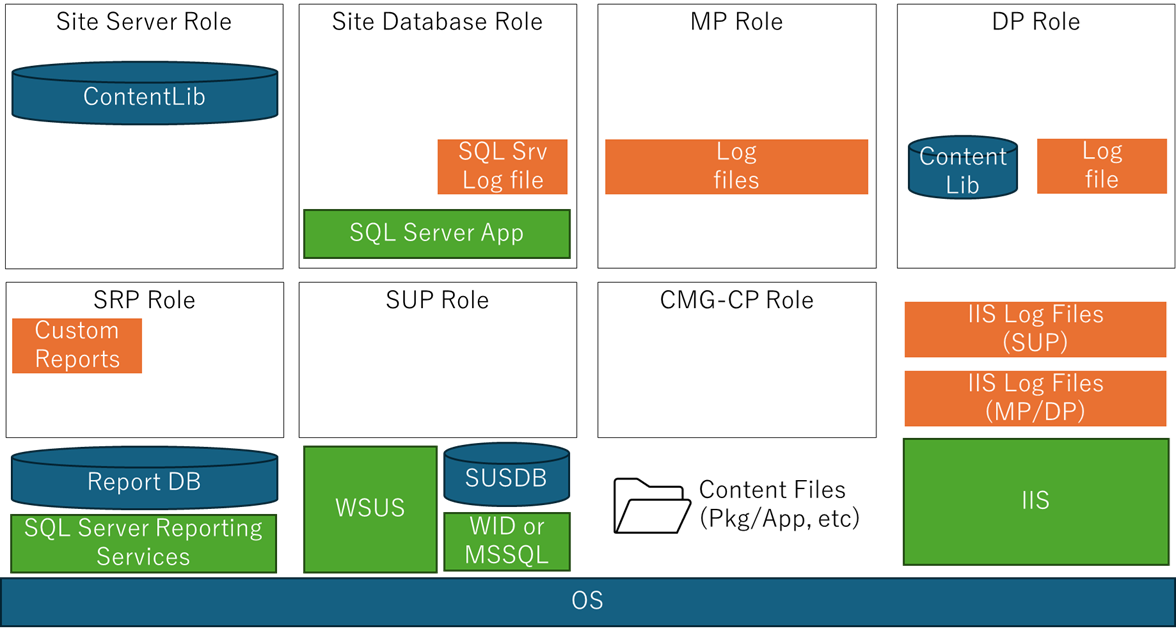 Site Server Role
ContentLib
Site Database Role
SQL Srv
Log file
SQL Server App
MP Role
Log
files
DP Role
Content
Lib
Log
file
SRP Role
Custom
Reports
Report DB
SQL Server Reporting
Services
SUP Role
WSUS
SUSDB
WID or
MSSQL
CMG-CP Role
Content Files
(Pkg/App, etc)
IIS Log Files
(SUP)
IIS Log Files
(MP/DP)
IIS
OS